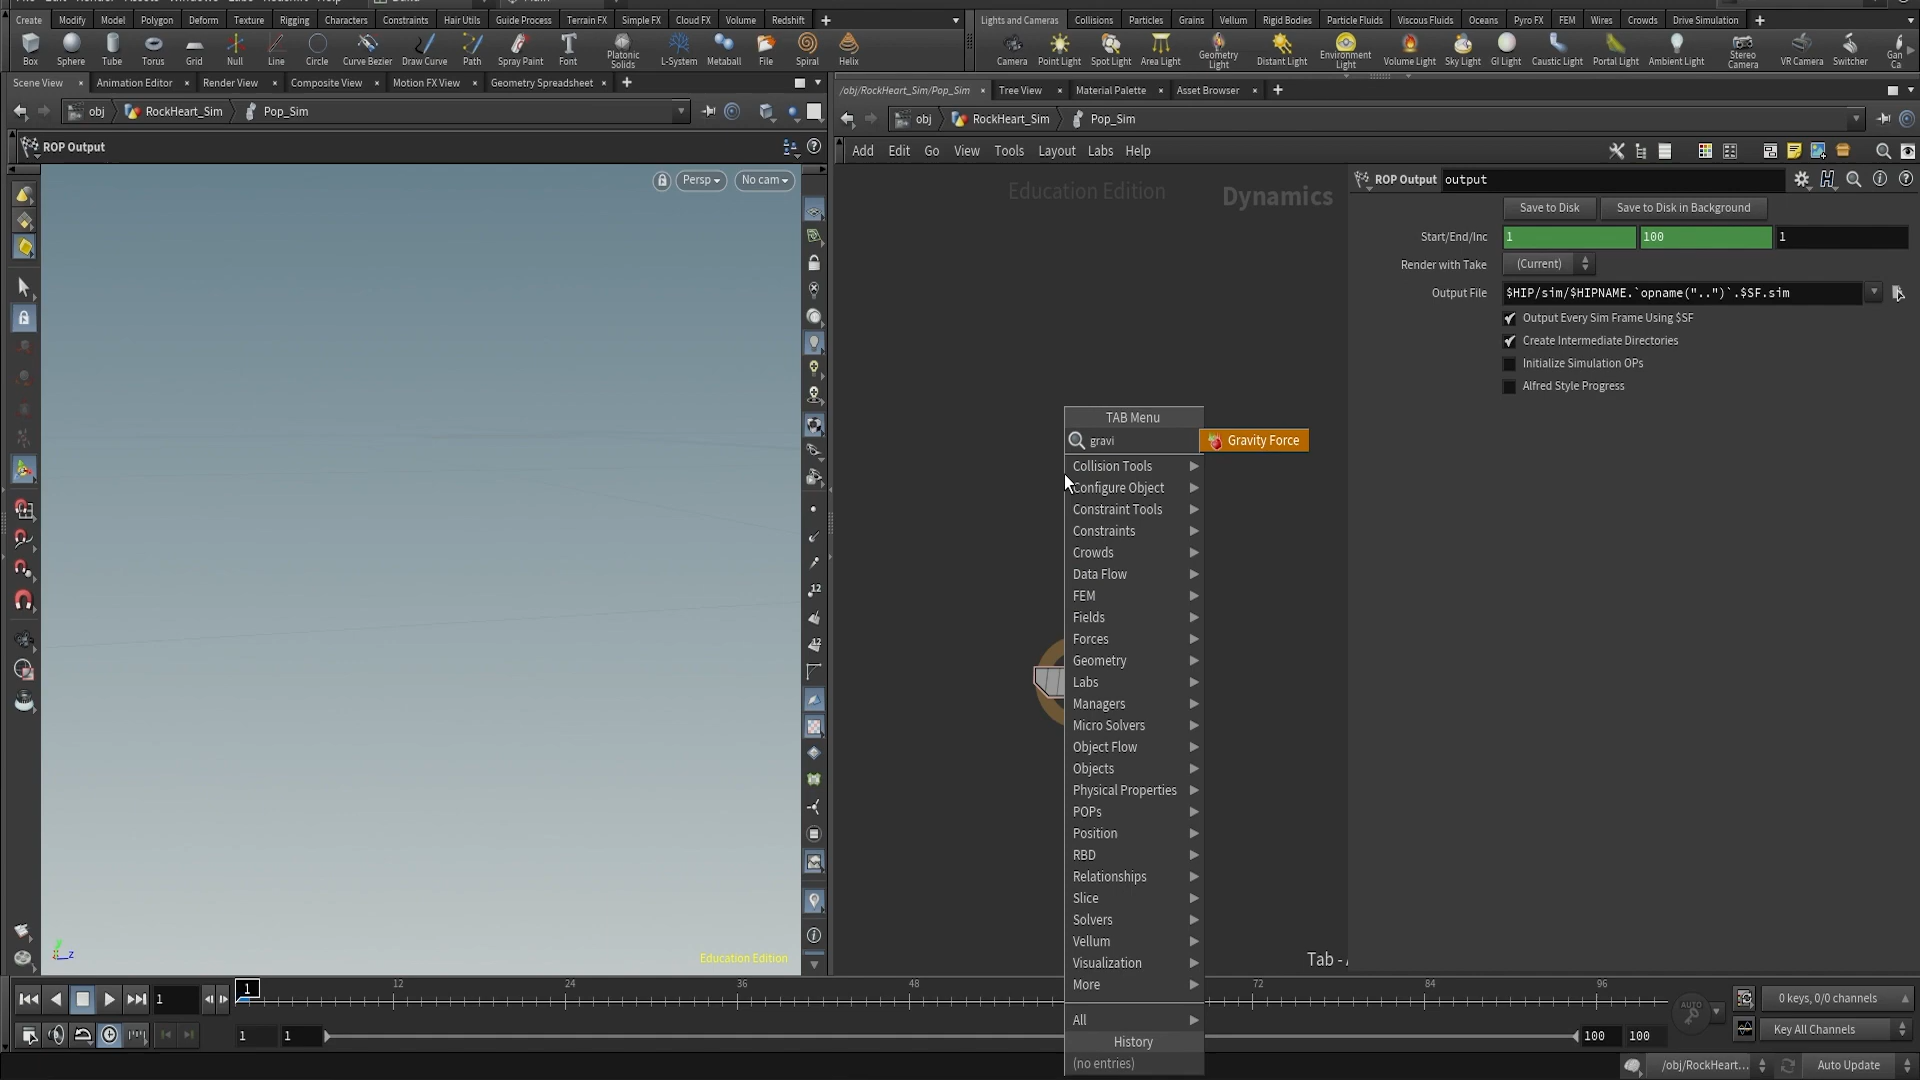 Create Modify Model Polygon Deform Texture Rigging Characters Constraints Hair Utils Guide Process Terrain FX Simple FX Cloud FX Volume Redshift
Lights and Cameras Collisions Particles Grains Vellum Rigid Bodies Particle Fluids Viscous Fluids Oceans Pyro FX FEM Wires Crowds Drive Simulation
Box Sphere Tube Torus Grid Null Line Circle Curve Bezier Draw Curve Path Spray Paint Font Platonic Solids L-System Metaball File Spiral Helix
Camera Point Light Spot Light Area Light Geometry Light Distant Light Environment Light Volume Light Sky Light GI Light Caustic Light Portal Light Ambient Light Stereo Camera VR Camera Switcher
Scene View Animation Editor Render View Composite View Motion FX View Geometry Spreadsheet
/obj/RockHeart_Sim/Pop_Sim Tree View Material Palette Asset Browser
obj RockHeart_Sim Pop_Sim
obj RockHeart_Sim Pop_Sim
ROP Output
Add Edit Go View Tools Layout Labs Help
Persp No cam
Education Edition Dynamics
ROP Output output
Save to Disk Save to Disk in Background
Start/End/Inc 1 100 1
Render with Take (Current)
Output File $HIP/sim/$HIPNAME.`opname("..")`.$SF.sim
Output Every Sim Frame Using $SF
Create Intermediate Directories
Initialize Simulation OPs
Alfred Style Progress
TAB Menu
gravi Gravity Force
Collision Tools
Configure Object
Constraint Tools
Constraints
Crowds
Data Flow
FEM
Fields
Forces
Geometry
Labs
Managers
Micro Solvers
Object Flow
Objects
Physical Properties
POPs
Position
RBD
Relationships
Slice
Solvers
Vellum
Visualization
More
All
History
(no entries)
12
12
Z
Education Edition
Tab -
1 1 12 24 36 48 72 84 96
AUTO
0 keys, 0/0 channels
1 1 100 100
Key All Channels
/obj/RockHeart... Auto Update